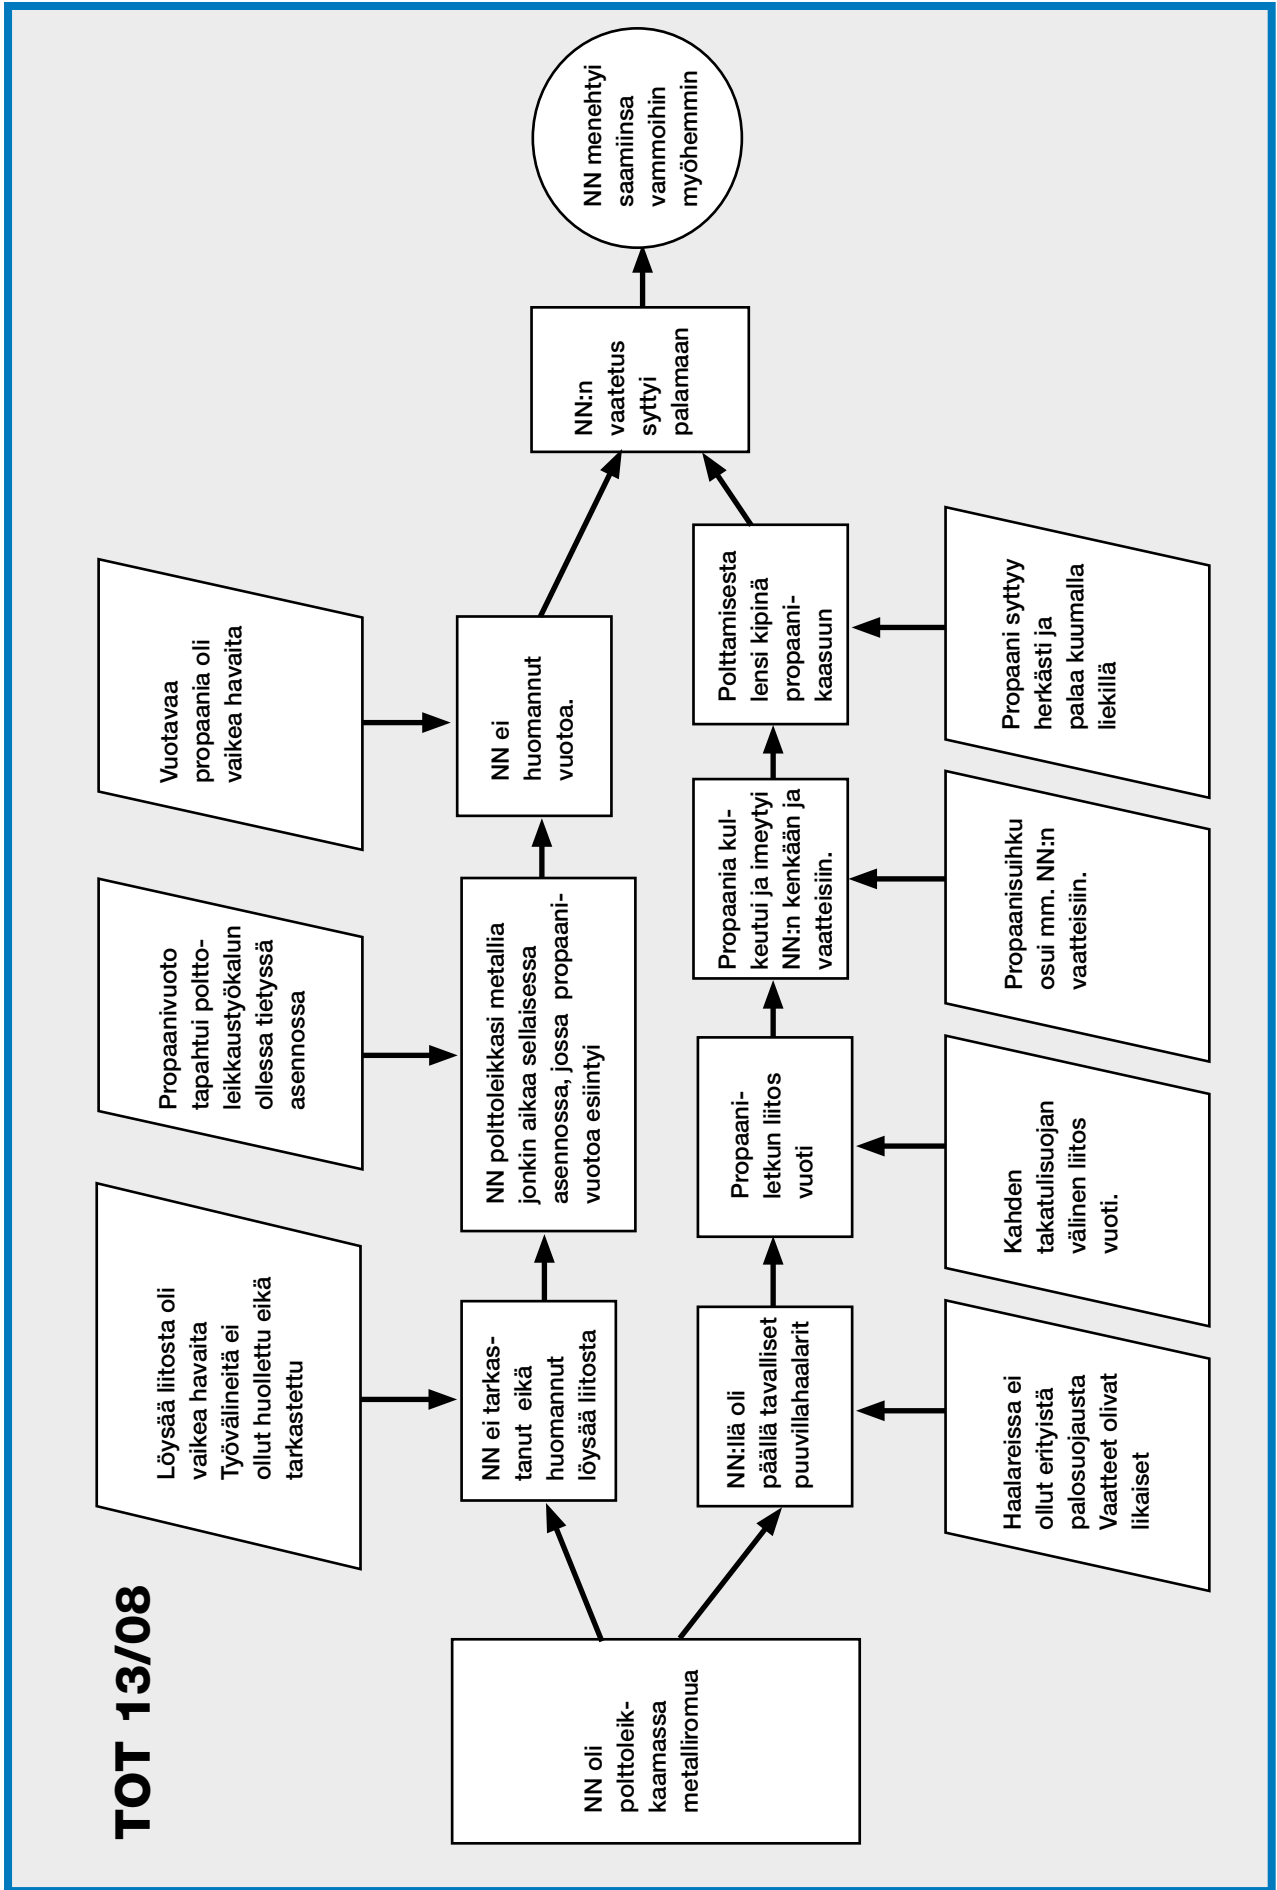 TOT 13/08
Löysää liitosta oli
vaikea havaita
Työvälineitä ei
ollut huollettu eikä
tarkastettu
Propaanivuoto
tapahtui poltto-
leikkaustyökalun
ollessa tietyssä
asennossa
Vuotavaa
propaania oli
vaikea havaita
NN oli
polttoleik-
kaamassa
metalliromua
NN ei tarkas-
tanut eikä
huomannut
löysää liitosta
NN polttoleikkasi metallia
jonkin aikaa sellaisessa
asennossa, jossa propaani-
vuotoa esiintyi
NN ei
huomannut
vuotoa.
NN:n
vaatetus
syttyi
palamaan
NN menehtyi
saamiinsa
vammoihin
myöhemmin
NN:llä oli
päällä tavalliset
puuvillahaalarit
Propaani-
letkun liitos
vuoti
Propaania kul-
keutui ja imeytyi
NN:n kenkään ja
vaatteisiin.
Polttamisesta
lensi kipinä
propaani-
kaasuun
Haalareissa ei
ollut erityistä
palosuojausta
Vaatteet olivat
likaiset
Kahden
takatulisuojan
välinen liitos
vuoti.
Propaanisuihku
osui mm. NN:n
vaatteisiin.
Propaani syttyy
herkästi ja
palaa kuumalla
liekillä